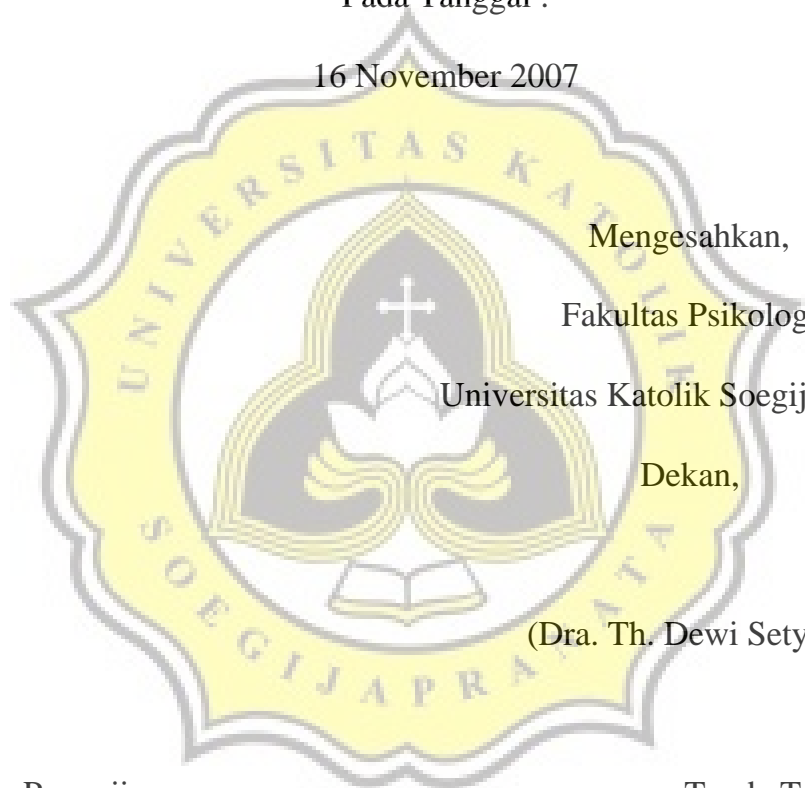 Pada Tanggal :
16 November 2007
UNIVERSITAS KATOLIK
SOEGIJAPRANATA
Mengesahkan,
Fakultas Psikolog
Universitas Katolik Soegij
Dekan,
(Dra. Th. Dewi Sety